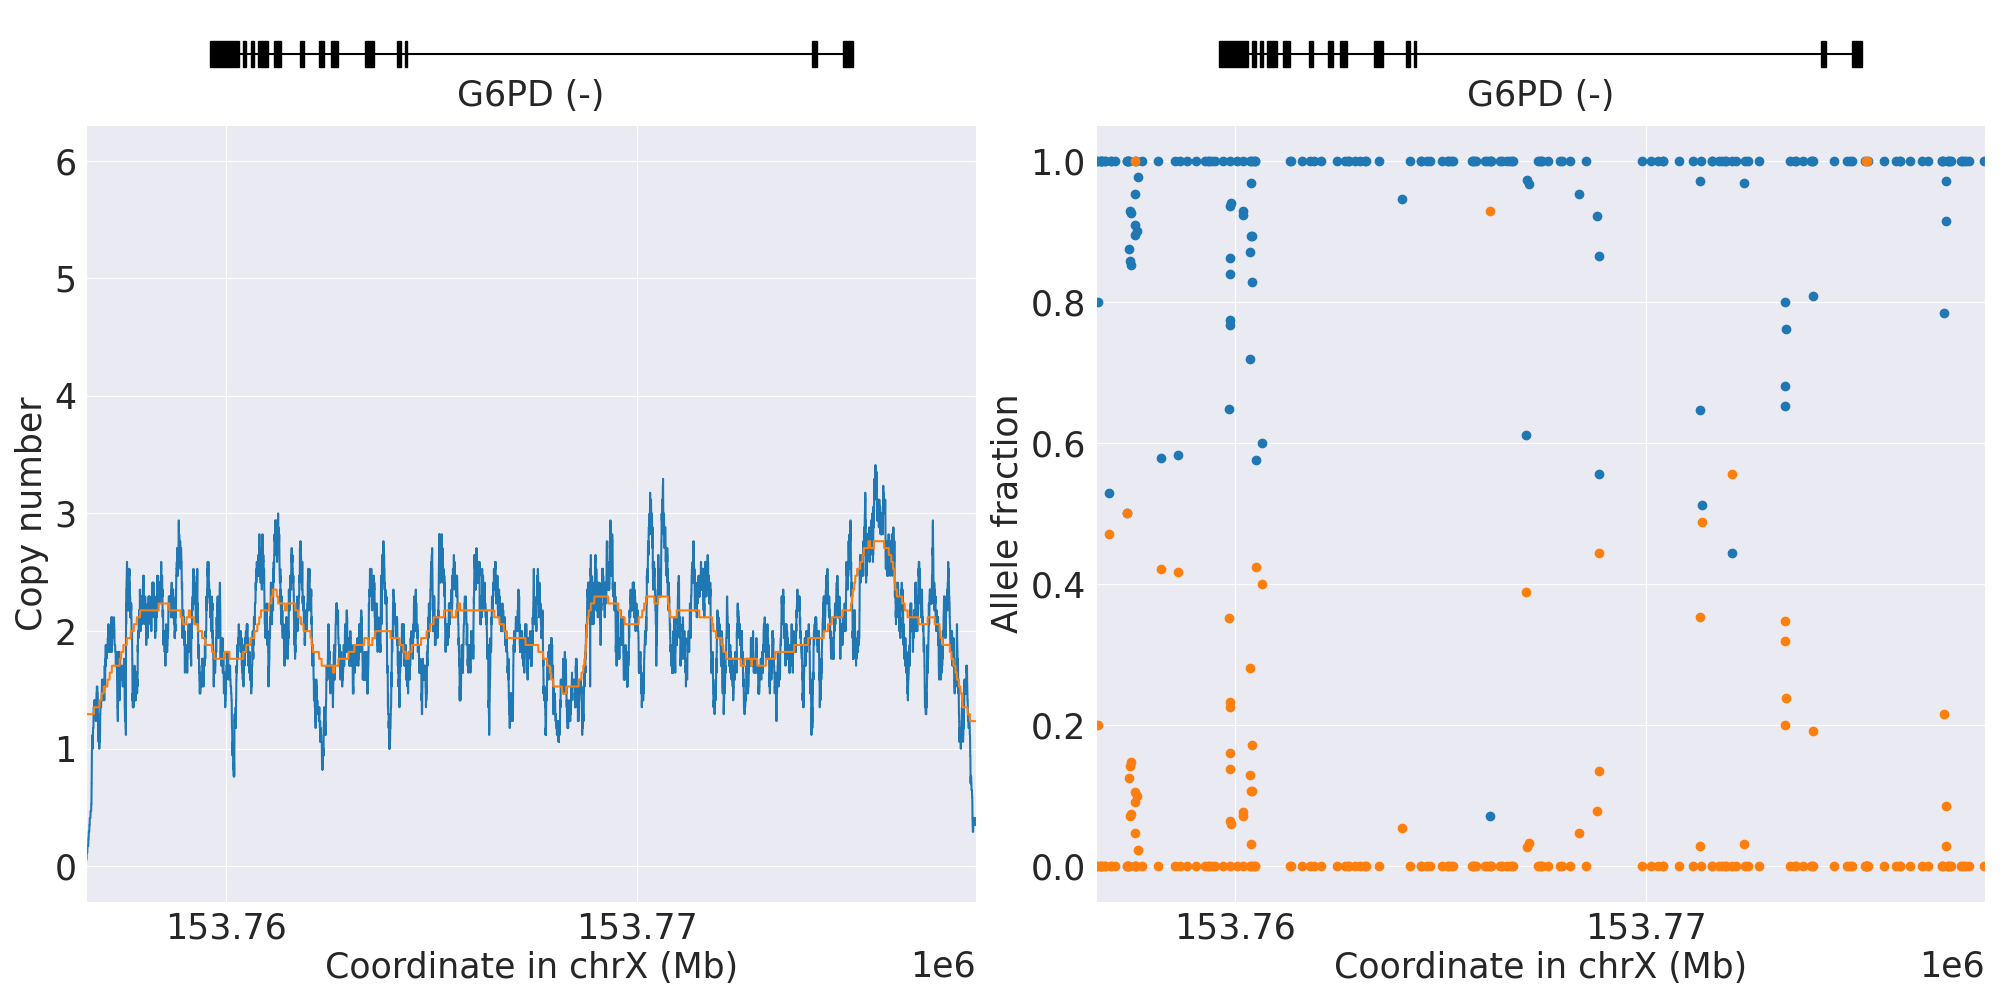 G6PD (-)
6
5
4
3
2
1
0
Copy number
153.76
153.77
Coordinate in chrX (Mb)
1e6
G6PD (-)
1.0
0.8
0.6
0.4
0.2
0.0
Allele fraction
153.76
153.77
Coordinate in chrX (Mb)
1e6